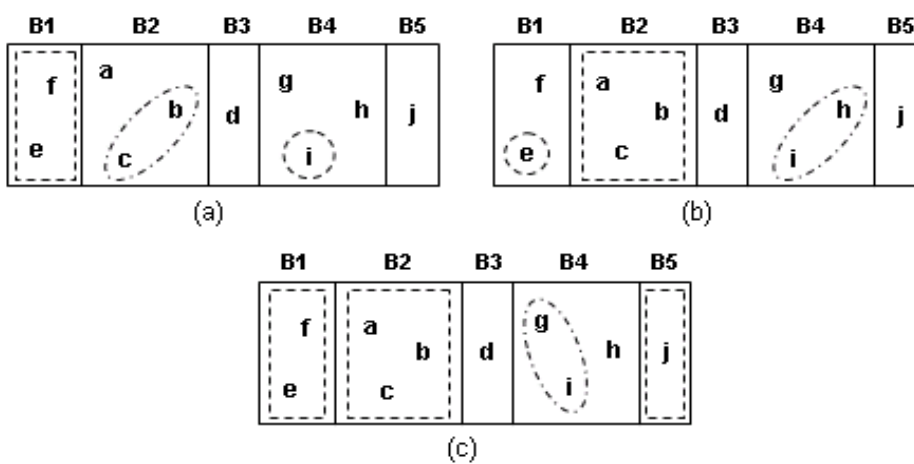 B1 B2 B3 B4 B5 B1 B2 B3 B4 B5
f a g f a g
b h j b h j
d d
e c i e c i
(a) (b)
B1 B2 B3 B4 B5
f a g
b d h j
e c i
(c)